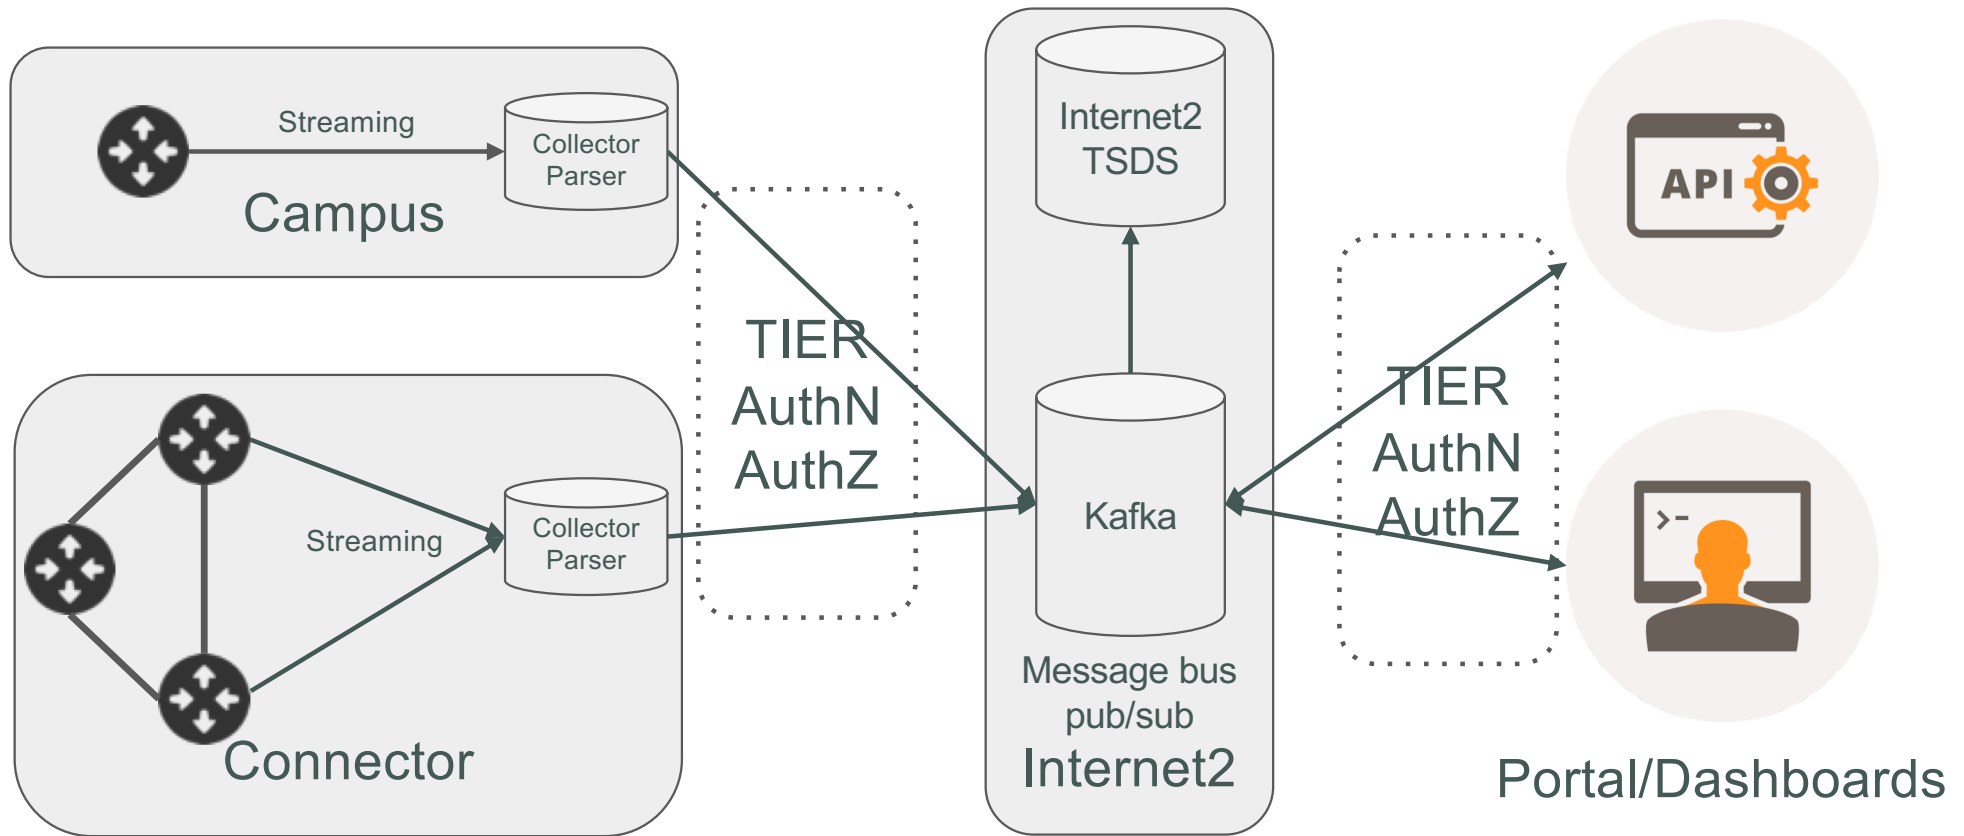 Streaming
Collector
Parser
Campus
Streaming
Collector
Parser
Connector
TIER
AuthN
AuthZ
Internet2
TSDS
Kafka
Message bus
pub/sub
Internet2
TIER
AuthN
AuthZ
API
>-
Portal/Dashboards